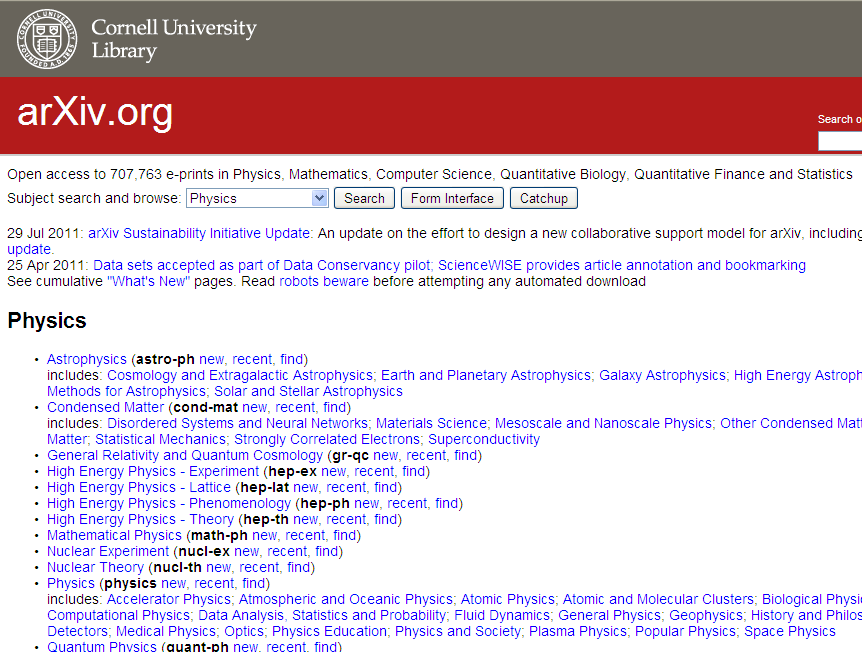 Cornell University
Library
arXiv.org
Search o
Open access to 707,763 e-prints in Physics, Mathematics, Computer Science, Quantitative Biology, Quantitative Finance and Statistics
Subject search and browse: Physics Search Form Interface Catchup
29 Jul 2011: arXiv Sustainability Initiative Update: An update on the effort to design a new collaborative support model for arXiv, including
update.
25 Apr 2011: Data sets accepted as part of Data Conservancy pilot; ScienceWISE provides article annotation and bookmarking
See cumulative "What's New" pages. Read robots beware before attempting any automated download
Physics
• Astrophysics (astro-ph new, recent, find)
includes: Cosmology and Extragalactic Astrophysics; Earth and Planetary Astrophysics; Galaxy Astrophysics; High Energy Astroph
Methods for Astrophysics; Solar and Stellar Astrophysics
• Condensed Matter (cond-mat new, recent, find)
includes: Disordered Systems and Neural Networks; Materials Science; Mesoscale and Nanoscale Physics; Other Condensed Matt
Matter; Statistical Mechanics; Strongly Correlated Electrons; Superconductivity
• General Relativity and Quantum Cosmology (gr-qc new, recent, find)
• High Energy Physics - Experiment (hep-ex new, recent, find)
• High Energy Physics - Lattice (hep-lat new, recent, find)
• High Energy Physics - Phenomenology (hep-ph new, recent, find)
• High Energy Physics - Theory (hep-th new, recent, find)
• Mathematical Physics (math-ph new, recent, find)
• Nuclear Experiment (nucl-ex new, recent, find)
• Nuclear Theory (nucl-th new, recent, find)
• Physics (physics new, recent, find)
includes: Accelerator Physics; Atmospheric and Oceanic Physics; Atomic Physics; Atomic and Molecular Clusters; Biological Physic
Computational Physics; Data Analysis, Statistics and Probability; Fluid Dynamics; General Physics; Geophysics; History and Philos
Detectors; Medical Physics; Optics; Physics Education; Physics and Society; Plasma Physics; Popular Physics; Space Physics
• Quantum Physics (quant-ph new, recent, find)